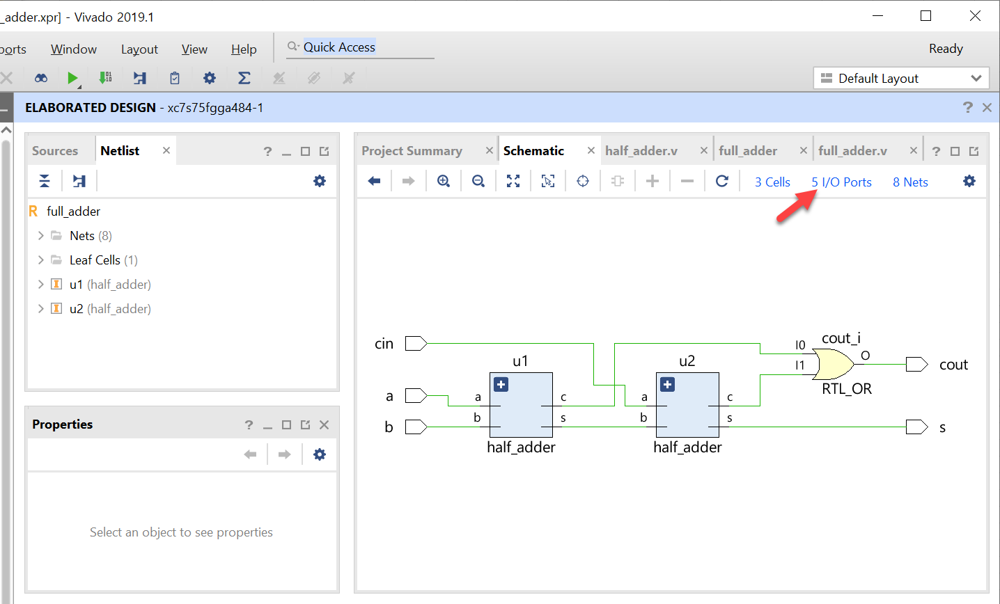 _adder.xpr] - Vivado 2019.1
ports Window Layout View Help Quick Access Ready
Default Layout
ELABORATED DESIGN - xc7s75fgga484-1 ?
Sources Netlist ?
full_adder
Nets (8)
Leaf Cells (1)
u1 (half_adder)
u2 (half_adder)
Properties ?
Select an object to see properties
Project Summary Schematic half_adder.v full_adder full_adder.v ?
3 Cells 5 I/O Ports 8 Nets
cin
a
b
u1
a
b
c
s
half_adder
u2
a
b
c
s
half_adder
cout_i
I0
I1
O
RTL_OR
cout
s